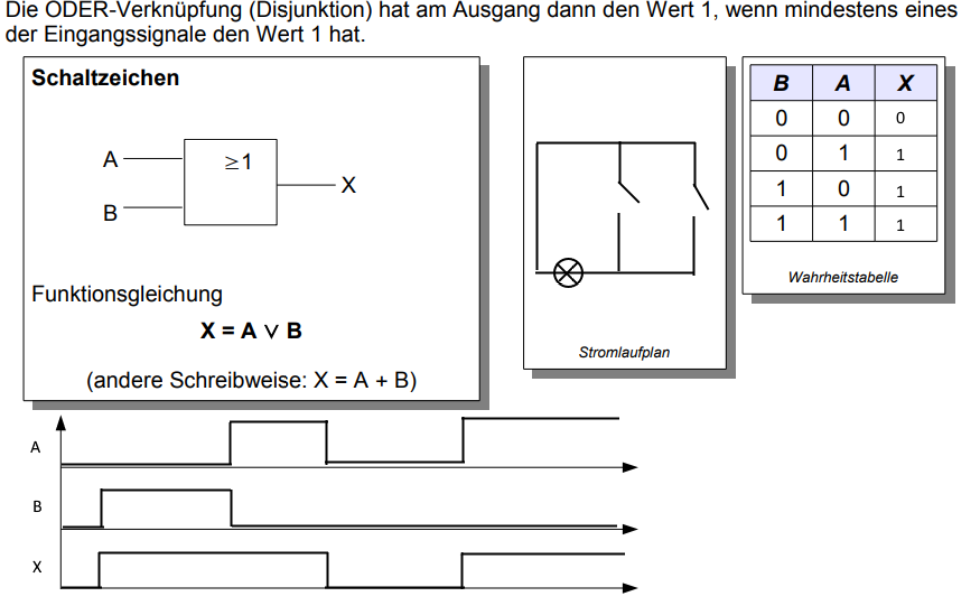 Die ODER-Verknüpfung (Disjunktion) hat am Ausgang dann den Wert 1, wenn mindestens eines
der Eingangssignale den Wert 1 hat.
Schaltzeichen
A
≥1
X
B
Funktionsgleichung
X = A ∨ B
(andere Schreibweise: X = A + B)
Stromlaufplan
B A X
0 0 0
0 1 1
1 0 1
1 1 1
Wahrheitstabelle
A
B
X